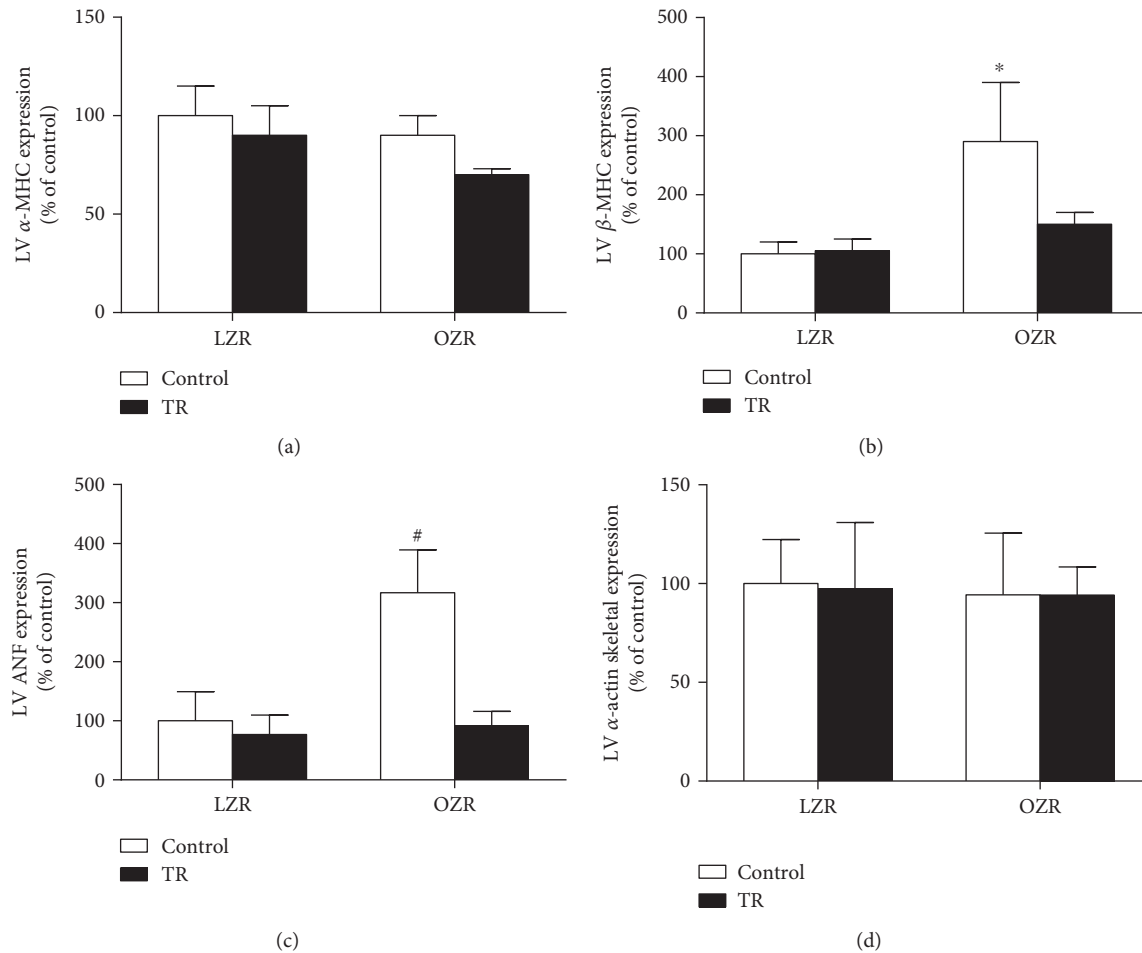 150
100
50
0
LV α-MHC expression
(% of control)
LZR
OZR
Control
TR
(a)
500
400
300
200
100
0
LV β-MHC expression
(% of control)
*
LZR
OZR
Control
TR
(b)
500
400
300
200
100
0
LV ANF expression
(% of control)
#
LZR
OZR
Control
TR
(c)
150
100
50
0
LV α-actin skeletal expression
(% of control)
LZR
OZR
Control
TR
(d)